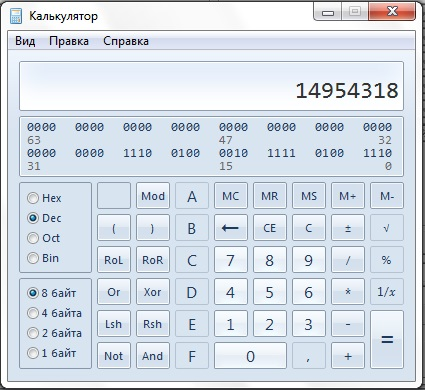 Калькулятор
Вид Правка Справка
14954318
0000 0000 0000 0000 0000 0000 0000 0000
63 47 32
0000 0000 1110 0100 0010 1111 0100 1110
31 15 0
Hex Mod A MC MR MS M+ M-
Dec ( ) B ← CE C ± √
Oct
Bin RoL RoR C 7 8 9 / %
8 байт Or Xor D 4 5 6 * 1/x
4 байта
2 байта Lsh Rsh E 1 2 3 - =
1 байт Not And F 0 , +